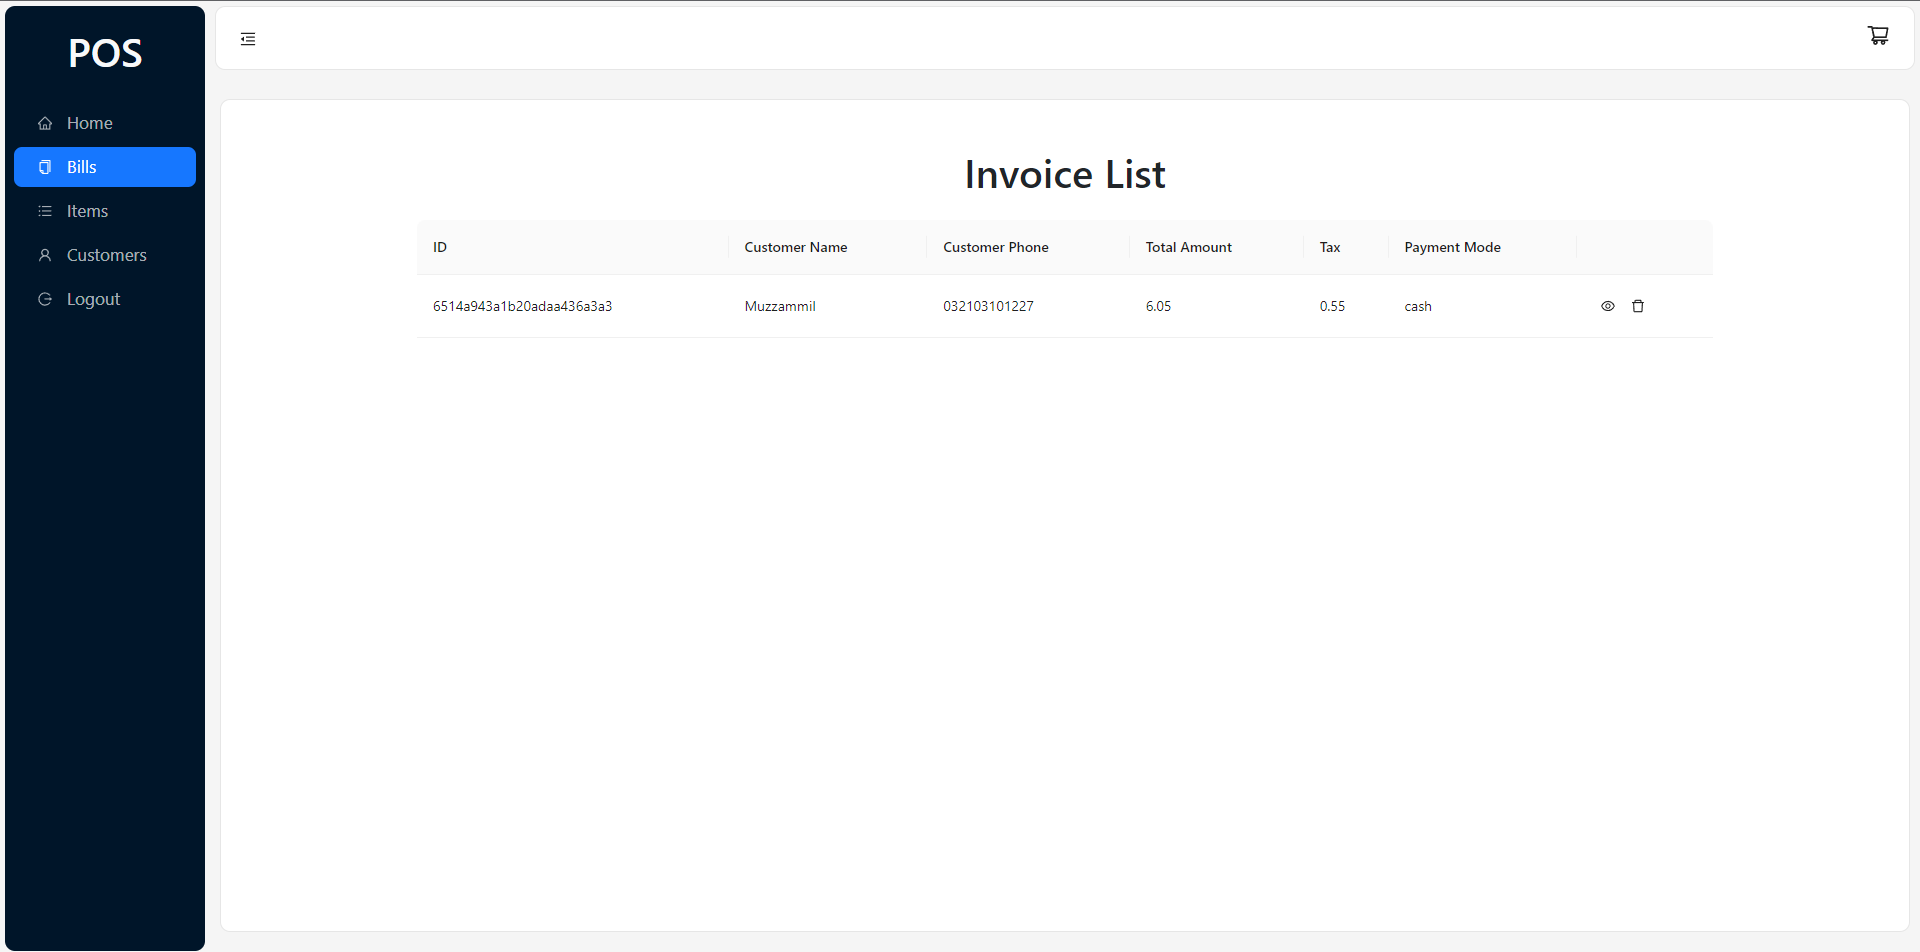 POS
Home
Bills
Items
Customers
Logout
Invoice List
ID Customer Name Customer Phone Total Amount Tax Payment Mode
6514a943a1b20adaa436a3a3 Muzzammil 032103101227 6.05 0.55 cash